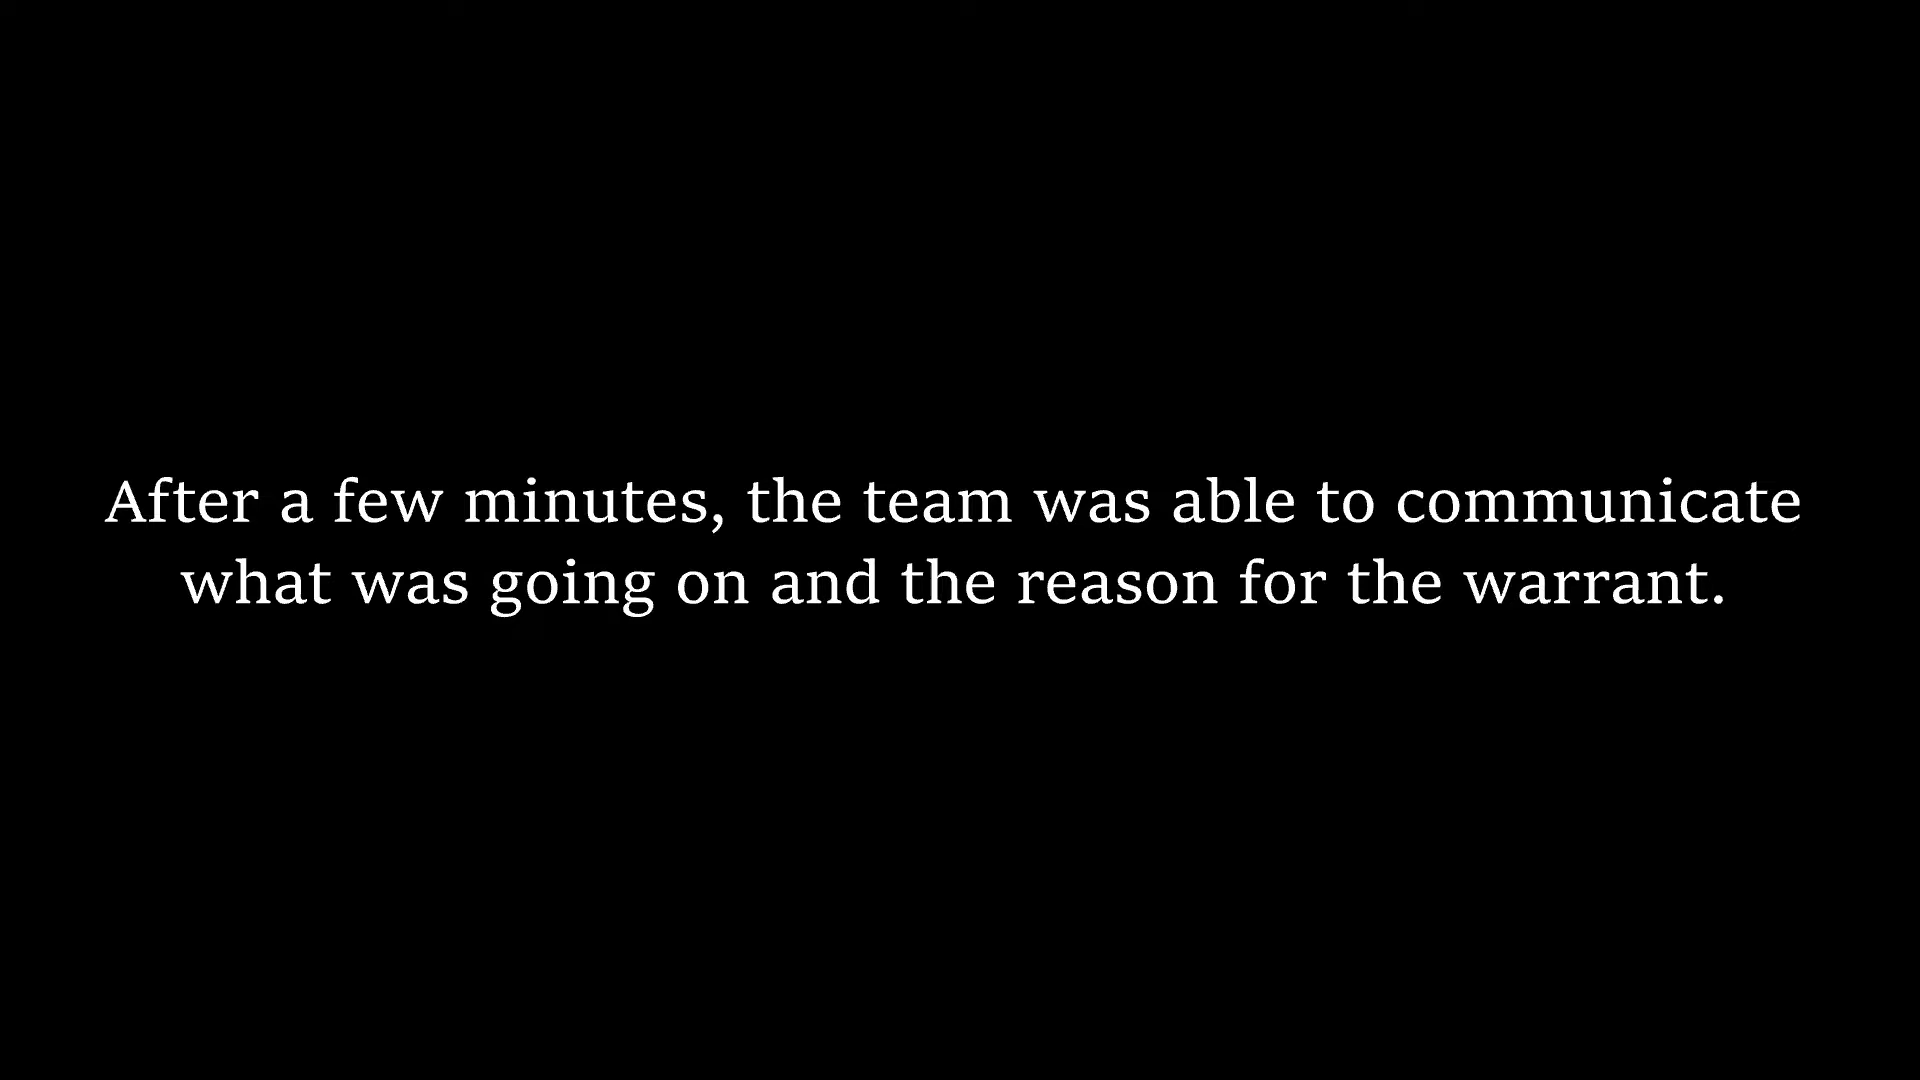 After a few minutes, the team was able to communicate
what was going on and the reason for the warrant.